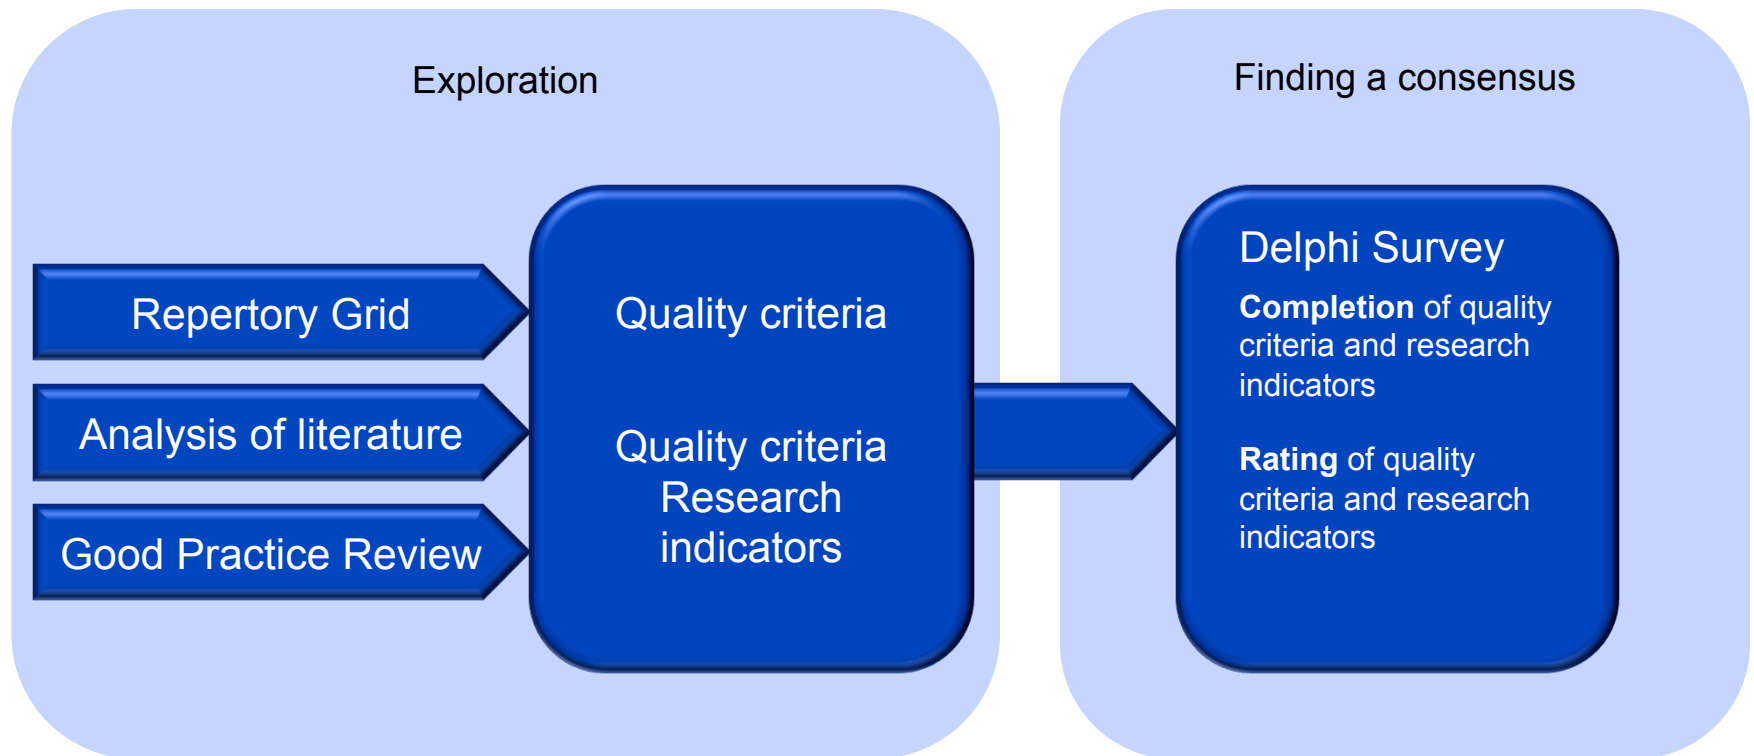 Exploration
Repertory Grid
Analysis of literature
Good Practice Review
Quality criteria
Quality criteria
Research
indicators
Finding a consensus
Delphi Survey
Completion of quality
criteria and research
indicators
Rating of quality
criteria and research
indicators